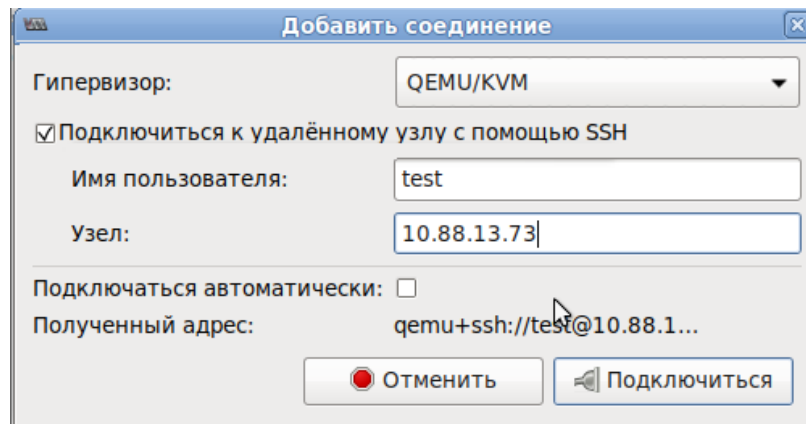 Добавить соединение
Гипервизор: QEMU/KVM
Подключиться к удалённому узлу с помощью SSH
Имя пользователя: test
Узел: 10.88.13.73
Подключаться автоматически:
Полученный адрес: qemu+ssh://test@10.88.1...
Отменить Подключиться